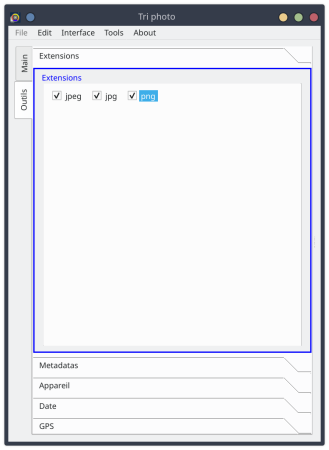 Tri photo
File Edit Interface Tools About
Main
Outils
Extensions
Extensions
jpeg jpg png
Metadatas
Appareil
Date
GPS